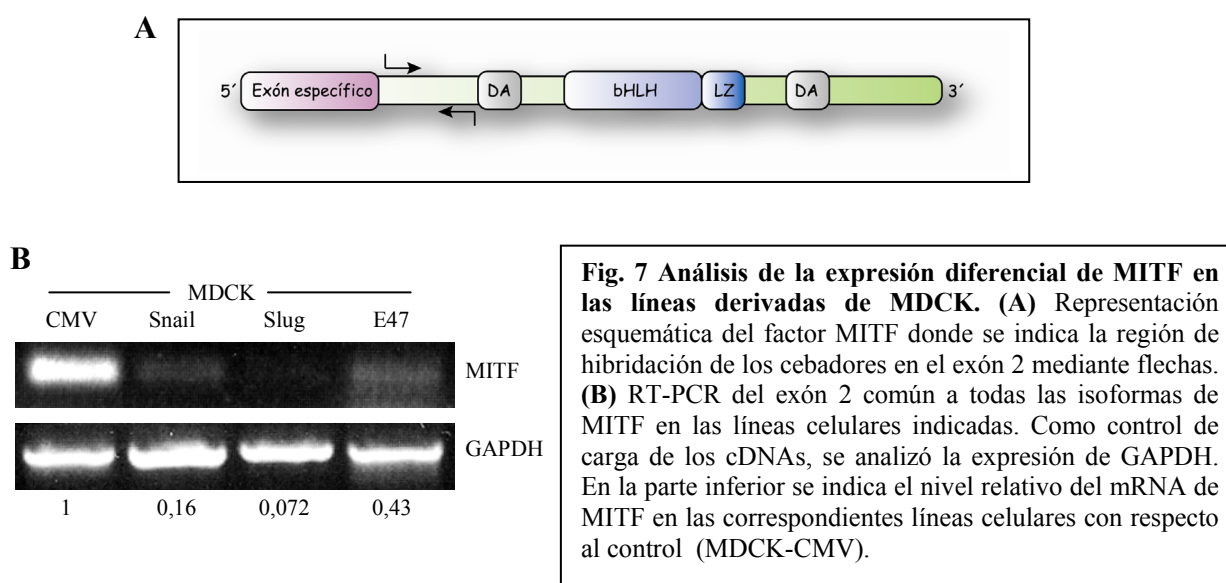 A
5´ Exón específico DA bHLH LZ DA 3´
B
MDCK
CMV Snail Slug E47
MITF
GAPDH
1 0,16 0,072 0,43
Fig. 7 Análisis de la expresión diferencial de MITF en
las líneas derivadas de MDCK. (A) Representación
esquemática del factor MITF donde se indica la región de
hibridación de los cebadores en el exón 2 mediante flechas.
(B) RT-PCR del exón 2 común a todas las isoformas de
MITF en las líneas celulares indicadas. Como control de
carga de los cDNAs, se analizó la expresión de GAPDH.
En la parte inferior se indica el nivel relativo del mRNA de
MITF en las correspondientes líneas celulares con respecto
al control (MDCK-CMV).